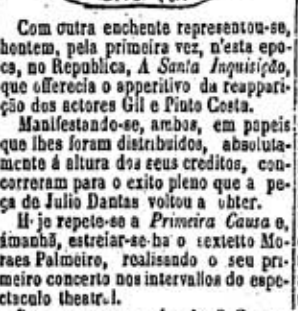 Com outra enchente representou-se,
hontem, pela primeira vez, n'esta epo-
ca, no Republica, A Santa Inquisição,
que offerecia o apperitivo da reappari-
ção dos actores Gil e Pinto Costa.
Manifestando-se, ambos, em papeis
que lhes foram distribuidos, absoluta-
mente á altura dos seus creditos, con-
correram para o exito pleno que a pe-
ça de Julio Dantas voltou a obter.
H je repete-se a Primeira Causa e,
ámanhã, estreiar-se-ha o sextetto Mo-
raes Palmeiro, realisando o seu pri-
meiro concerto nos intervallos do espe-
ctaculo theatral.